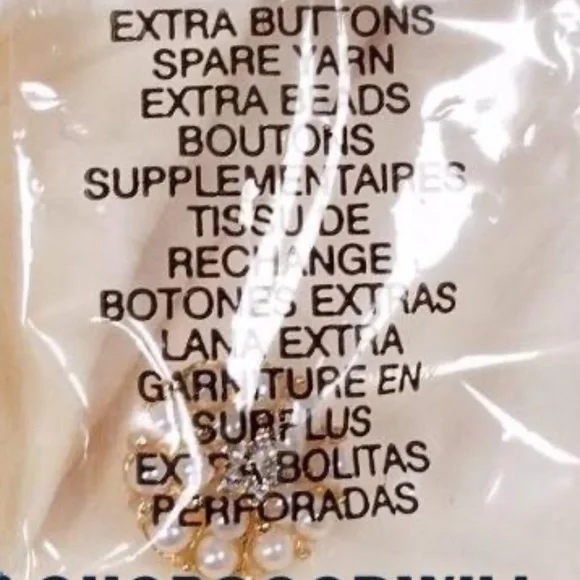 EXTRA BUTTONS
SPARE YARN
EXTRA BEADS
BOUTONS
SUPPLEMENTAIRES
TISSU DE
RECHANGE
BOTONES EXTRAS
LANA EXTRA
GARNITURE EN
SURPLUS
EXTRA BOLITAS
PERFORADAS